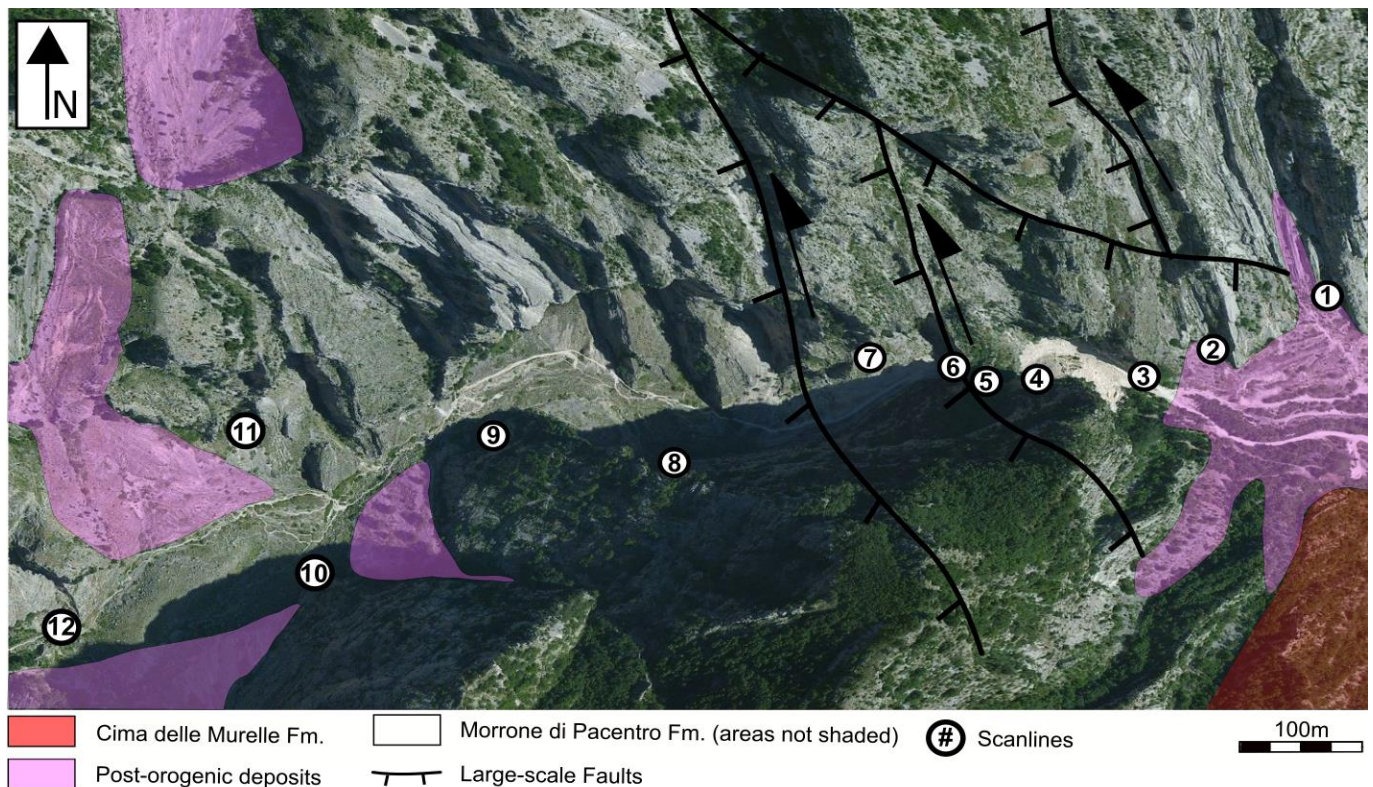 N
1
2
3
4
5
6
7
8
9
10
11
12
Cima delle Murelle Fm.
Morrone di Pacentro Fm. (areas not shaded)
# Scanlines
100m
Post-orogenic deposits
Large-scale Faults